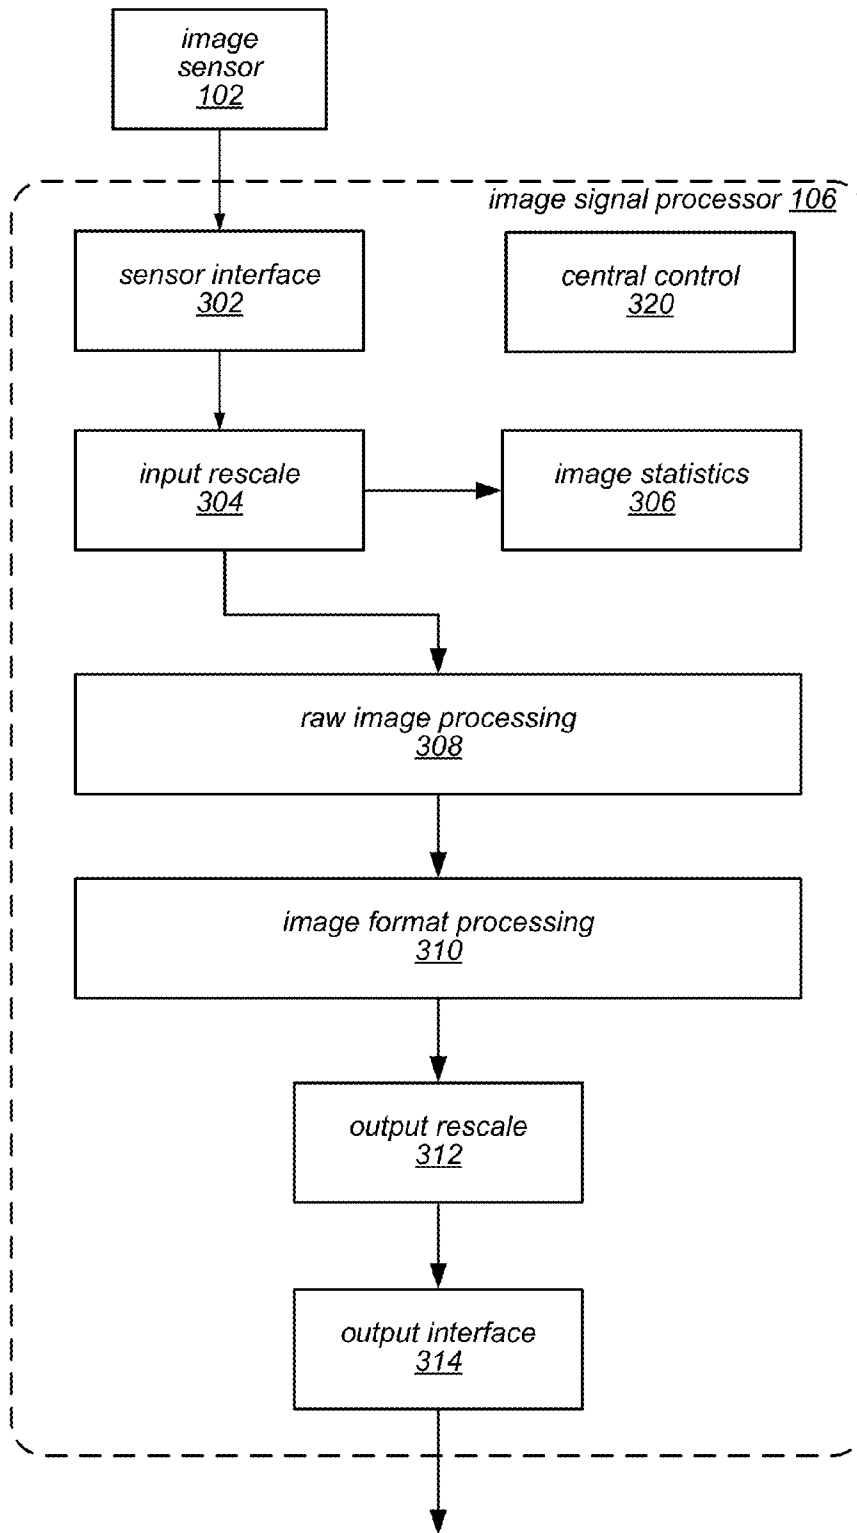 image
sensor
102
image signal processor 106
sensor interface
302
central control
320
input rescale
304
image statistics
306
raw image processing
308
image format processing
310
output rescale
312
output interface
314